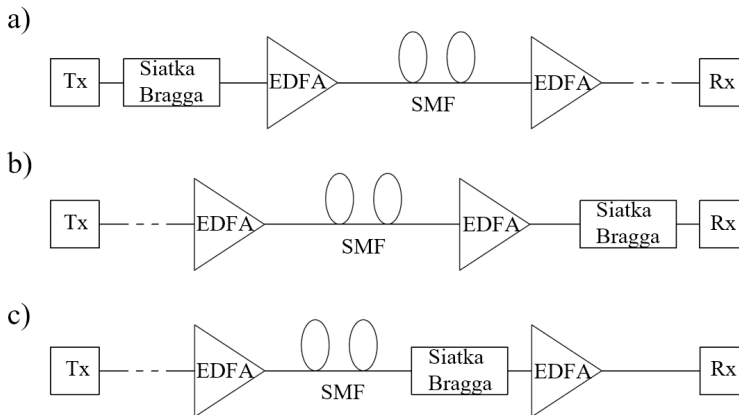 a)
Tx
Siatka
Bragga
EDFA
SMF
EDFA
Rx
b)
Tx
EDFA
SMF
EDFA
Siatka
Bragga
Rx
c)
Tx
EDFA
SMF
Siatka
Bragga
EDFA
Rx